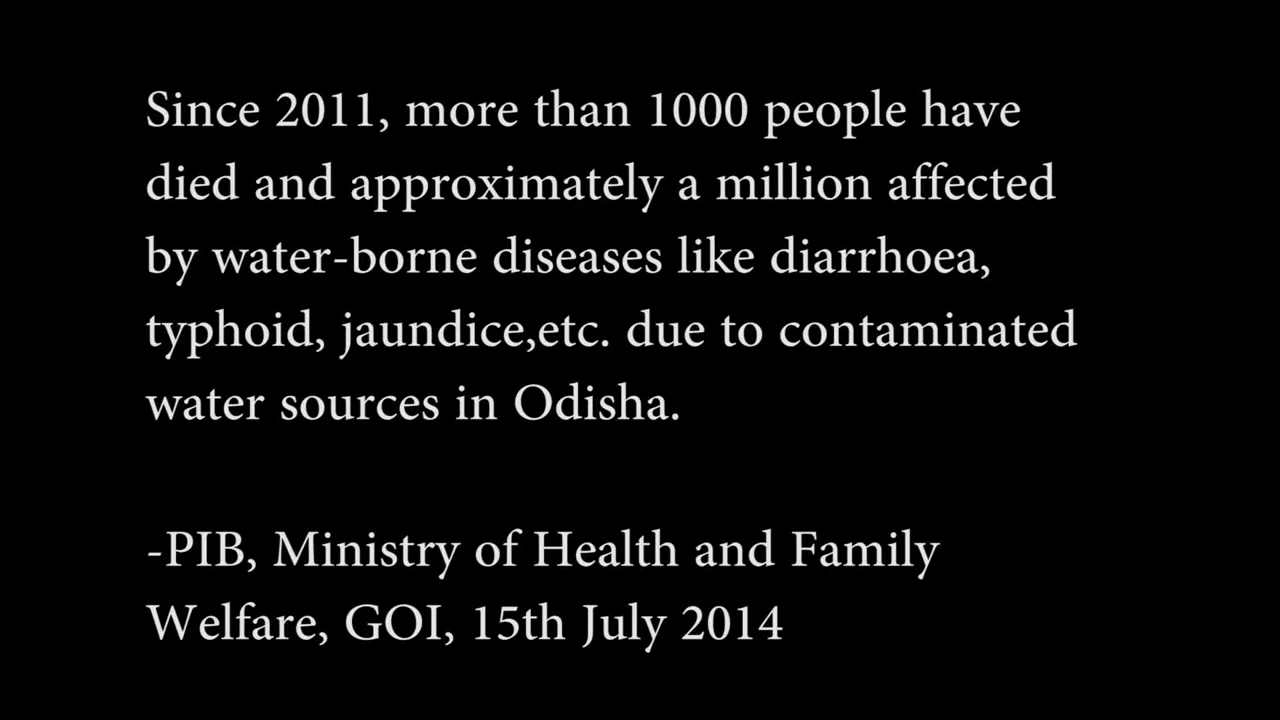 Since 2011, more than 1000 people have
died and approximately a million affected
by water-borne diseases like diarrhoea,
typhoid, jaundice,etc. due to contaminated
water sources in Odisha.
-PIB, Ministry of Health and Family
Welfare, GOI, 15th July 2014